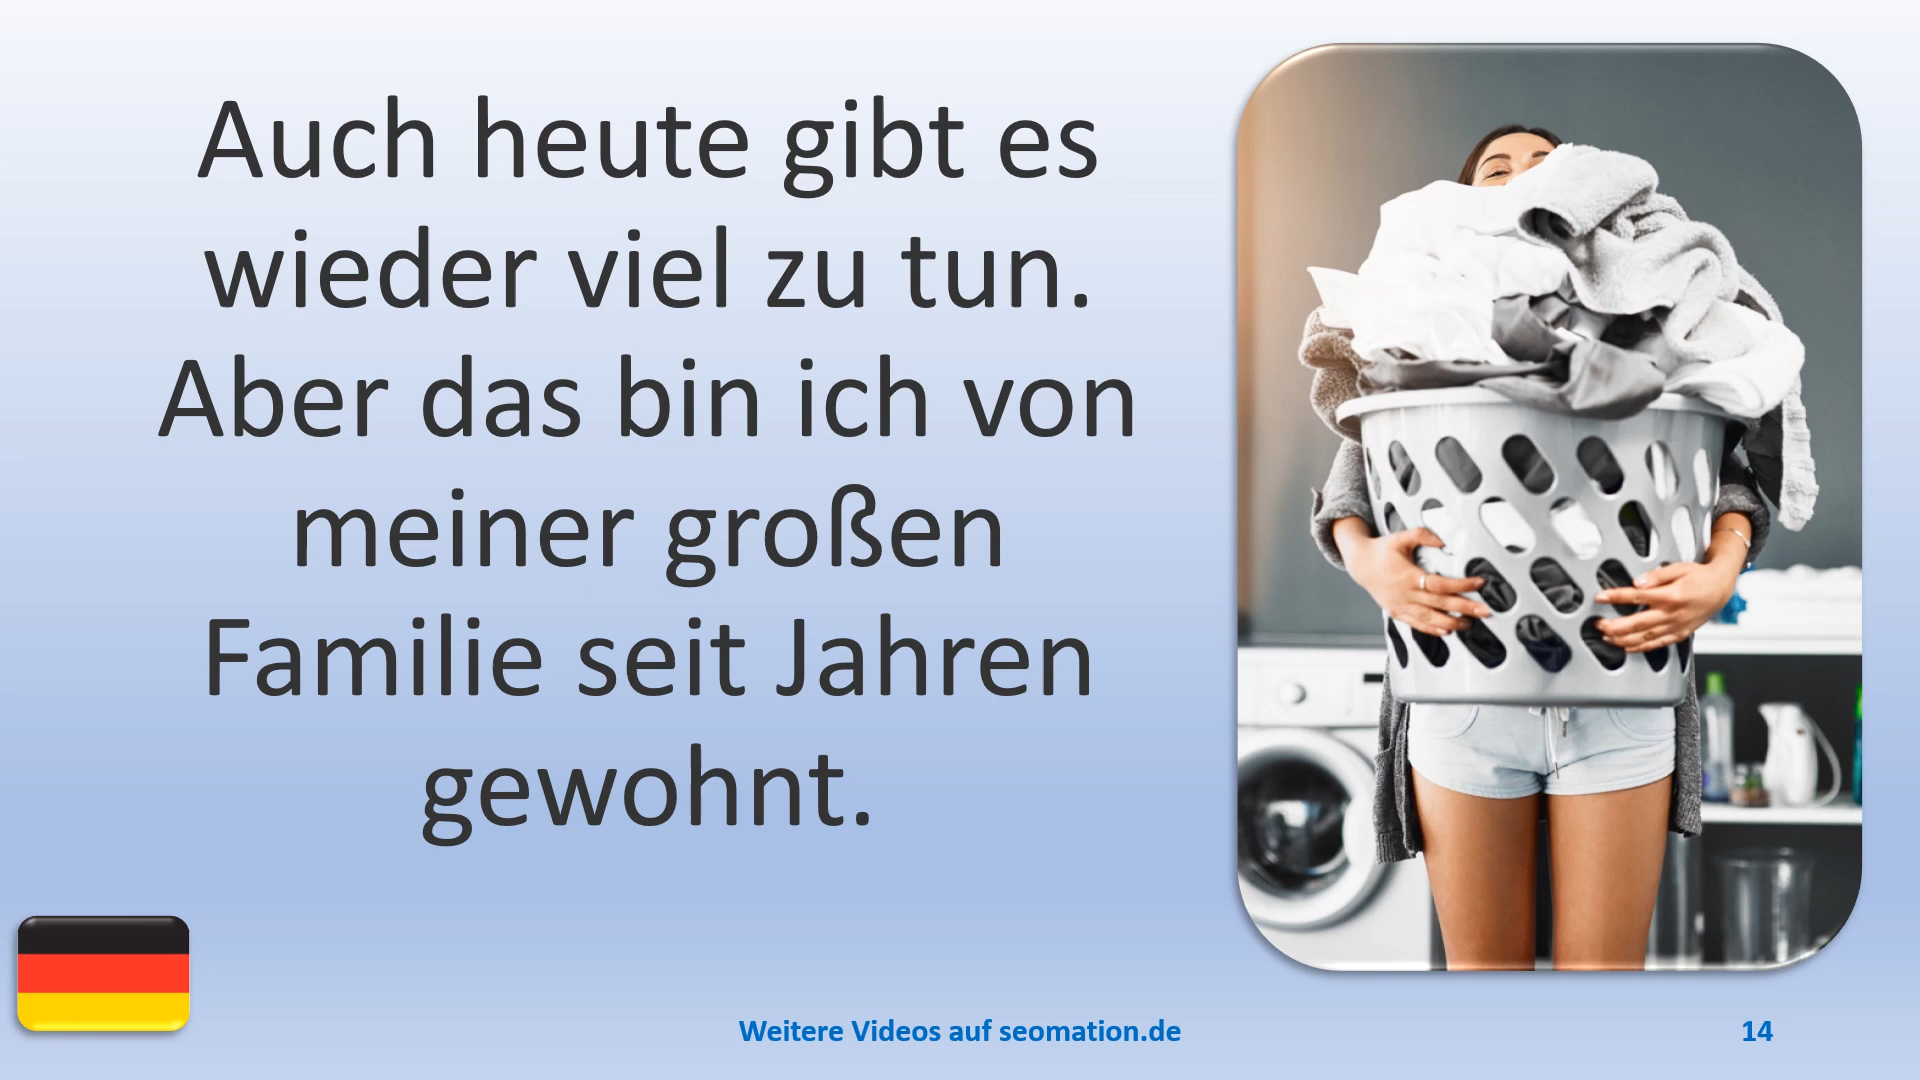 Auch heute gibt es
wieder viel zu tun.
Aber das bin ich von
meiner großen
Familie seit Jahren
gewohnt.
Weitere Videos auf seomation.de
14